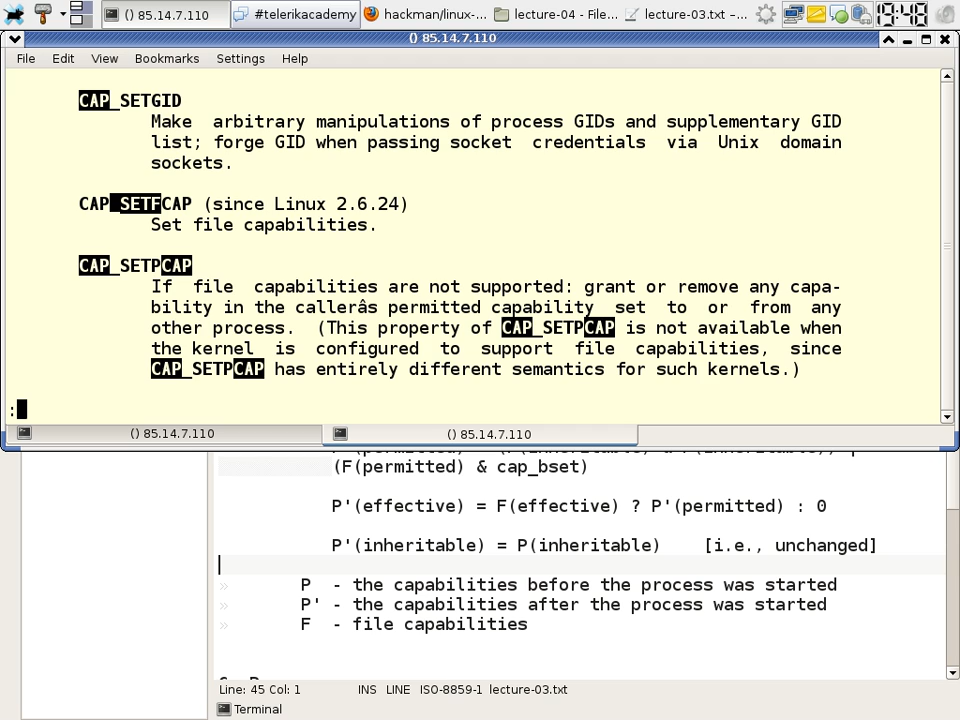 () 85.14.7.110
#telerikacademy
hackman/linux-...
lecture-04 - File...
lecture-03.txt –...
19:48
() 85.14.7.110
File Edit View Bookmarks Settings Help
CAP_SETGID
Make arbitrary manipulations of process GIDs and supplementary GID
list; forge GID when passing socket credentials via Unix domain
sockets.
CAP_SETFCAP (since Linux 2.6.24)
Set file capabilities.
CAP_SETPCAP
If file capabilities are not supported: grant or remove any capa-
bility in the callerâs permitted capability set to or from any
other process. (This property of CAP_SETPCAP is not available when
the kernel is configured to support file capabilities, since
CAP_SETPCAP has entirely different semantics for such kernels.)
:
() 85.14.7.110
() 85.14.7.110
(F(permitted) & cap_bset)
P'(effective) = F(effective) ? P'(permitted) : 0
P'(inheritable) = P(inheritable) [i.e., unchanged]
» P - the capabilities before the process was started
» P' - the capabilities after the process was started
» F - file capabilities
Line: 45 Col: 1 INS LINE ISO-8859-1 lecture-03.txt
Terminal